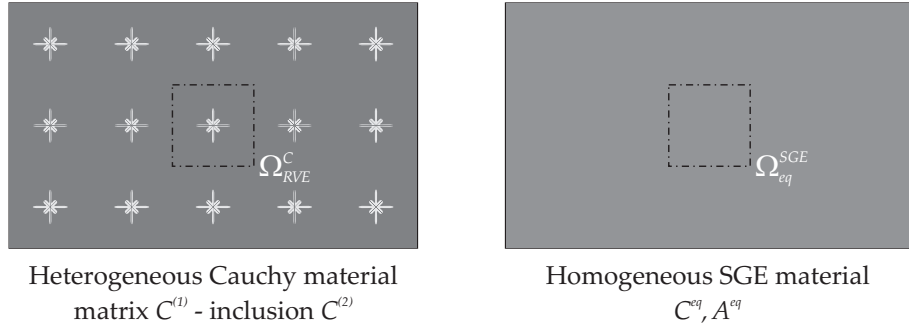 Ω^C_RVE
Ω^SGE_eq
Heterogeneous Cauchy material
matrix C^(1) - inclusion C^(2)
Homogeneous SGE material
C^eq, A^eq